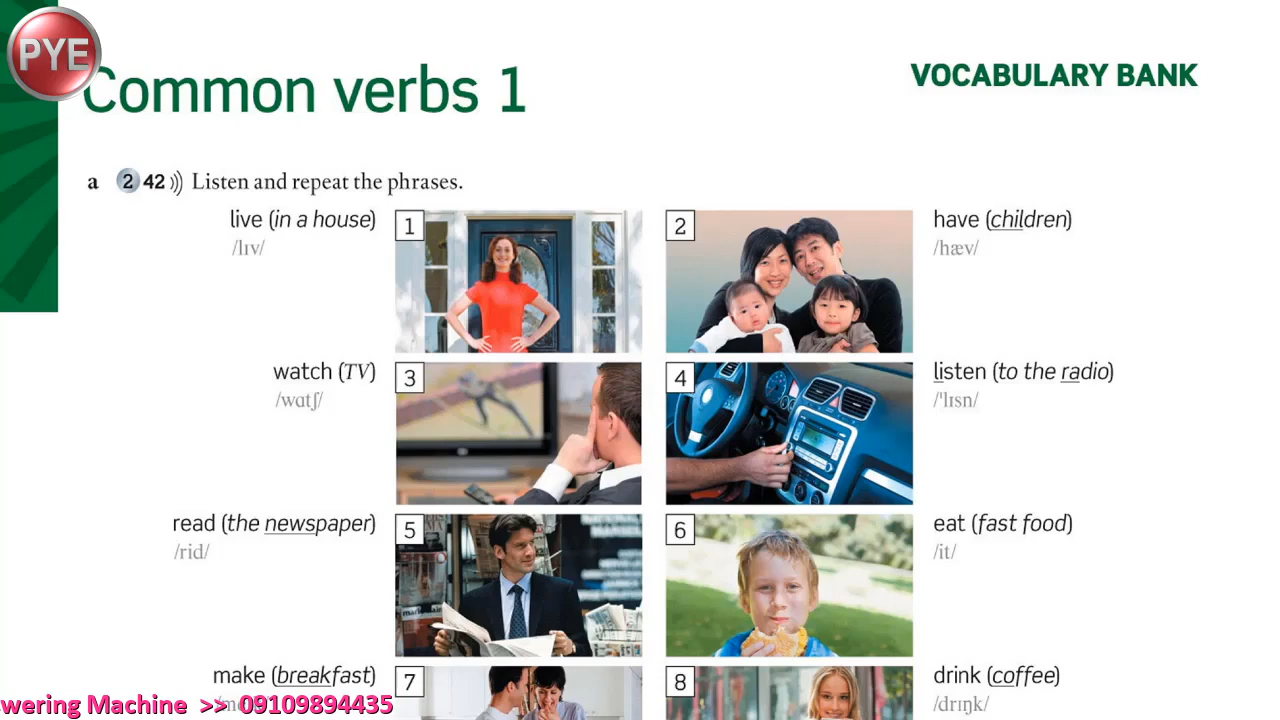 PYE
Common verbs 1
VOCABULARY BANK
a 2 42 Listen and repeat the phrases.
live (in a house)
/lɪv/
1
2
have (children)
/hæv/
watch (TV)
/wɑtʃ/
3
4
listen (to the radio)
/ˈlɪsn/
read (the newspaper)
/rid/
5
6
eat (fast food)
/it/
make (breakfast)
7
8
drink (coffee)
/drɪŋk/
wering Machine >> 09109894435